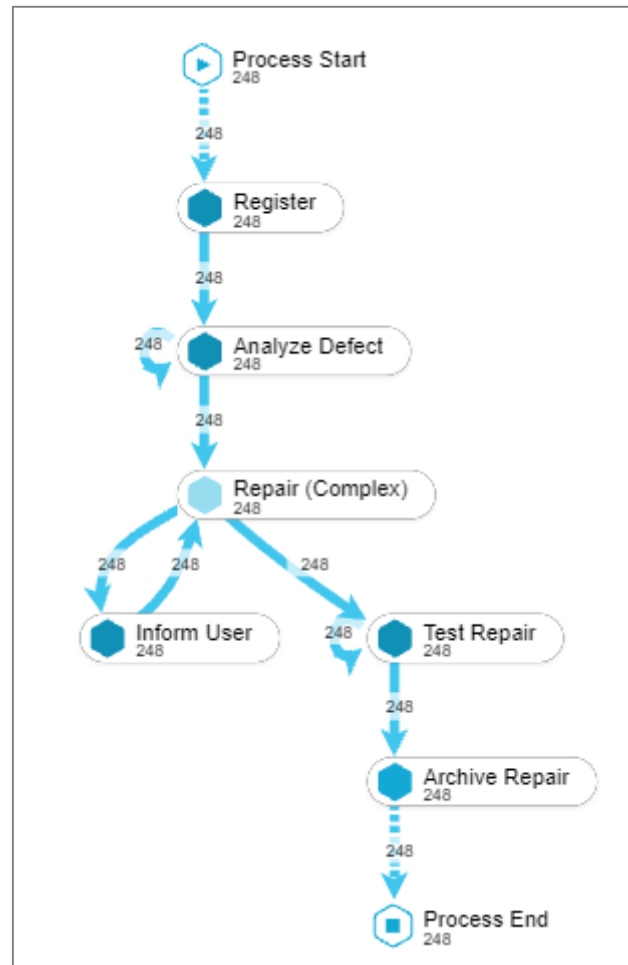 Process Start
248
248
Register
248
248
248
Analyze Defect
248
248
Repair (Complex)
248
248
248
248
Inform User
248
248
Test Repair
248
248
Archive Repair
248
248
Process End
248